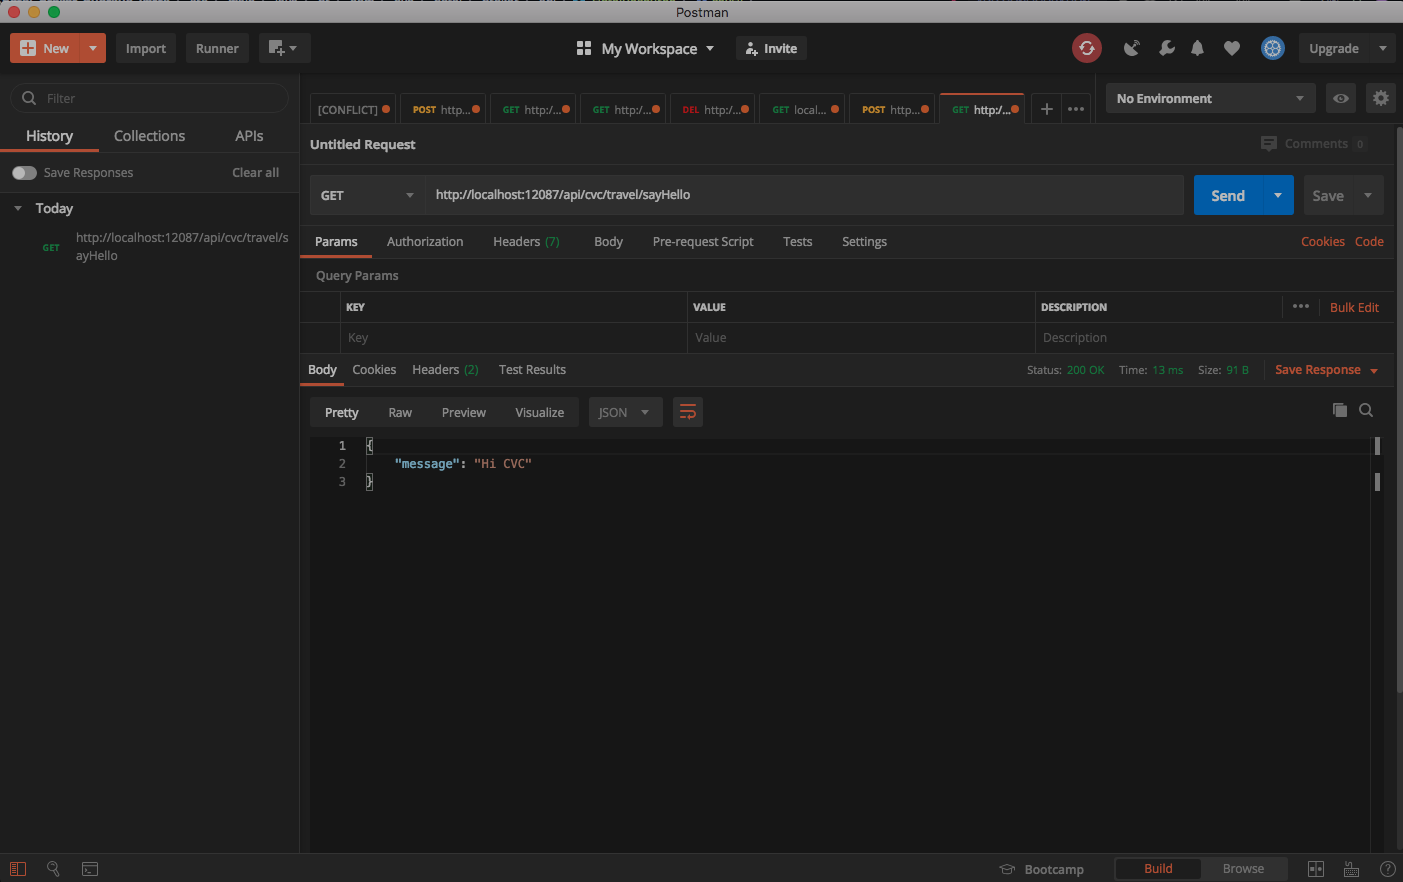 Postman
New
Import
Runner
My Workspace
Invite
Upgrade
Filter
History Collections APIs
Save Responses Clear all
Today
GET http://localhost:12087/api/cvc/travel/s
ayHello
[CONFLICT]
POST http...
GET http:/...
GET http:/...
DEL http:/...
GET local...
POST http...
GET http:/...
No Environment
Untitled Request
Comments 0
GET http://localhost:12087/api/cvc/travel/sayHello
Send
Save
Params Authorization Headers (7) Body Pre-request Script Tests Settings Cookies Code
Query Params
KEY VALUE DESCRIPTION ••• Bulk Edit
Key Value Description
Body Cookies Headers (2) Test Results Status: 200 OK Time: 13 ms Size: 91 B Save Response
Pretty Raw Preview Visualize JSON
1 {
2 "message": "Hi CVC"
3 }
Bootcamp Build Browse